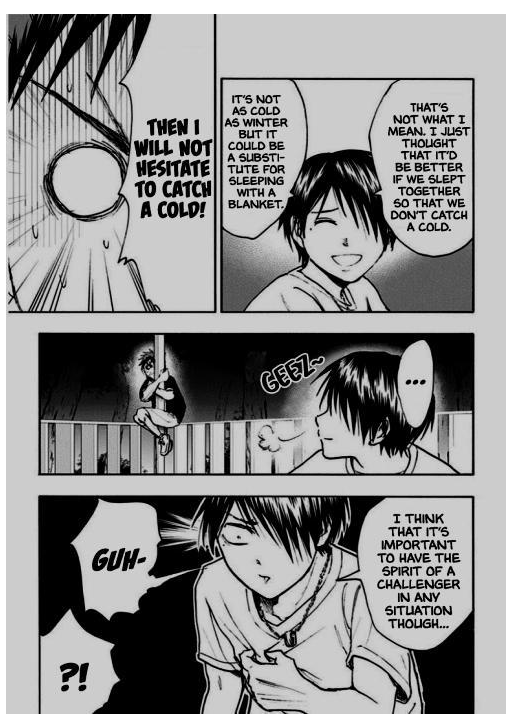 THAT'S
NOT WHAT I
MEAN. I JUST
THOUGHT
THAT IT'D
BE BETTER
IF WE SLEPT
TOGETHER
SO THAT WE
DON'T CATCH
A COLD.
IT'S NOT
AS COLD
AS WINTER
BUT IT
COULD BE
A SUBSTI-
TUTE FOR
SLEEPING
WITH A
BLANKET.
THEN I
WILL NOT
HESITATE
TO CATCH
A COLD!
...
GEEZ~
I THINK
THAT IT'S
IMPORTANT
TO HAVE THE
SPIRIT OF A
CHALLENGER
IN ANY
SITUATION
THOUGH...
GUH-
?!